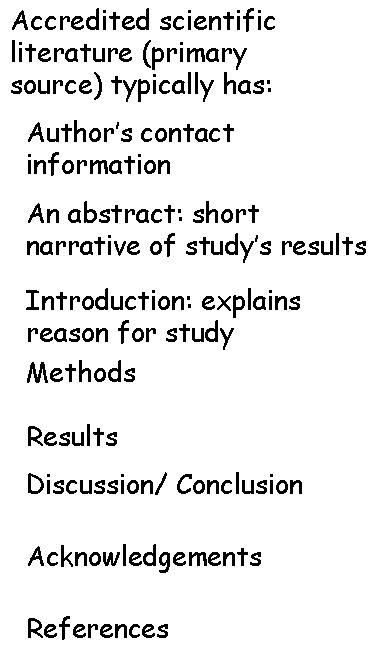 Accredited scientific
literature (primary
source) typically has:
Author's contact
information
An abstract: short
narrative of study's results
Introduction: explains
reason for study
Methods
Results
Discussion/ Conclusion
Acknowledgements
References